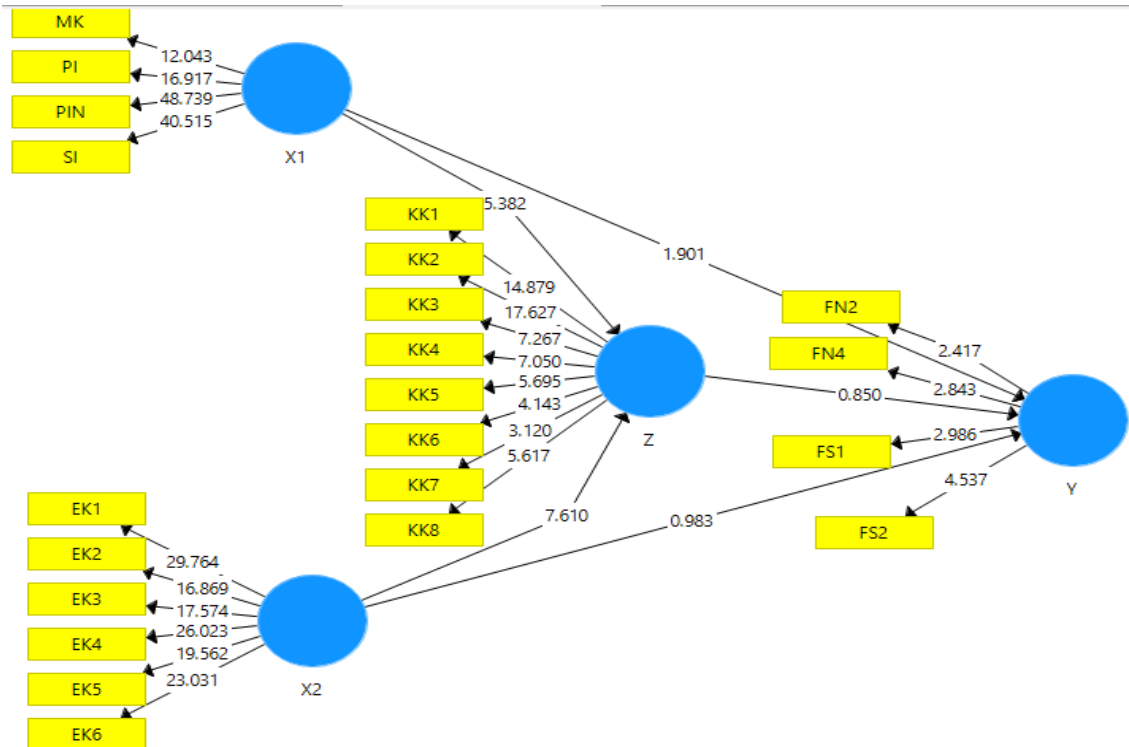 MK
PI
PIN
SI
12.043
16.917
48.739
40.515
X1
5.382
1.901
KK1
KK2
KK3
KK4
KK5
KK6
KK7
KK8
14.879
17.627
7.267
7.050
5.695
4.143
3.120
5.617
Z
0.850
FN2
FN4
FS1
FS2
2.417
2.843
2.986
4.537
Y
7.610
0.983
EK1
EK2
EK3
EK4
EK5
EK6
29.764
16.869
17.574
26.023
19.562
23.031
X2